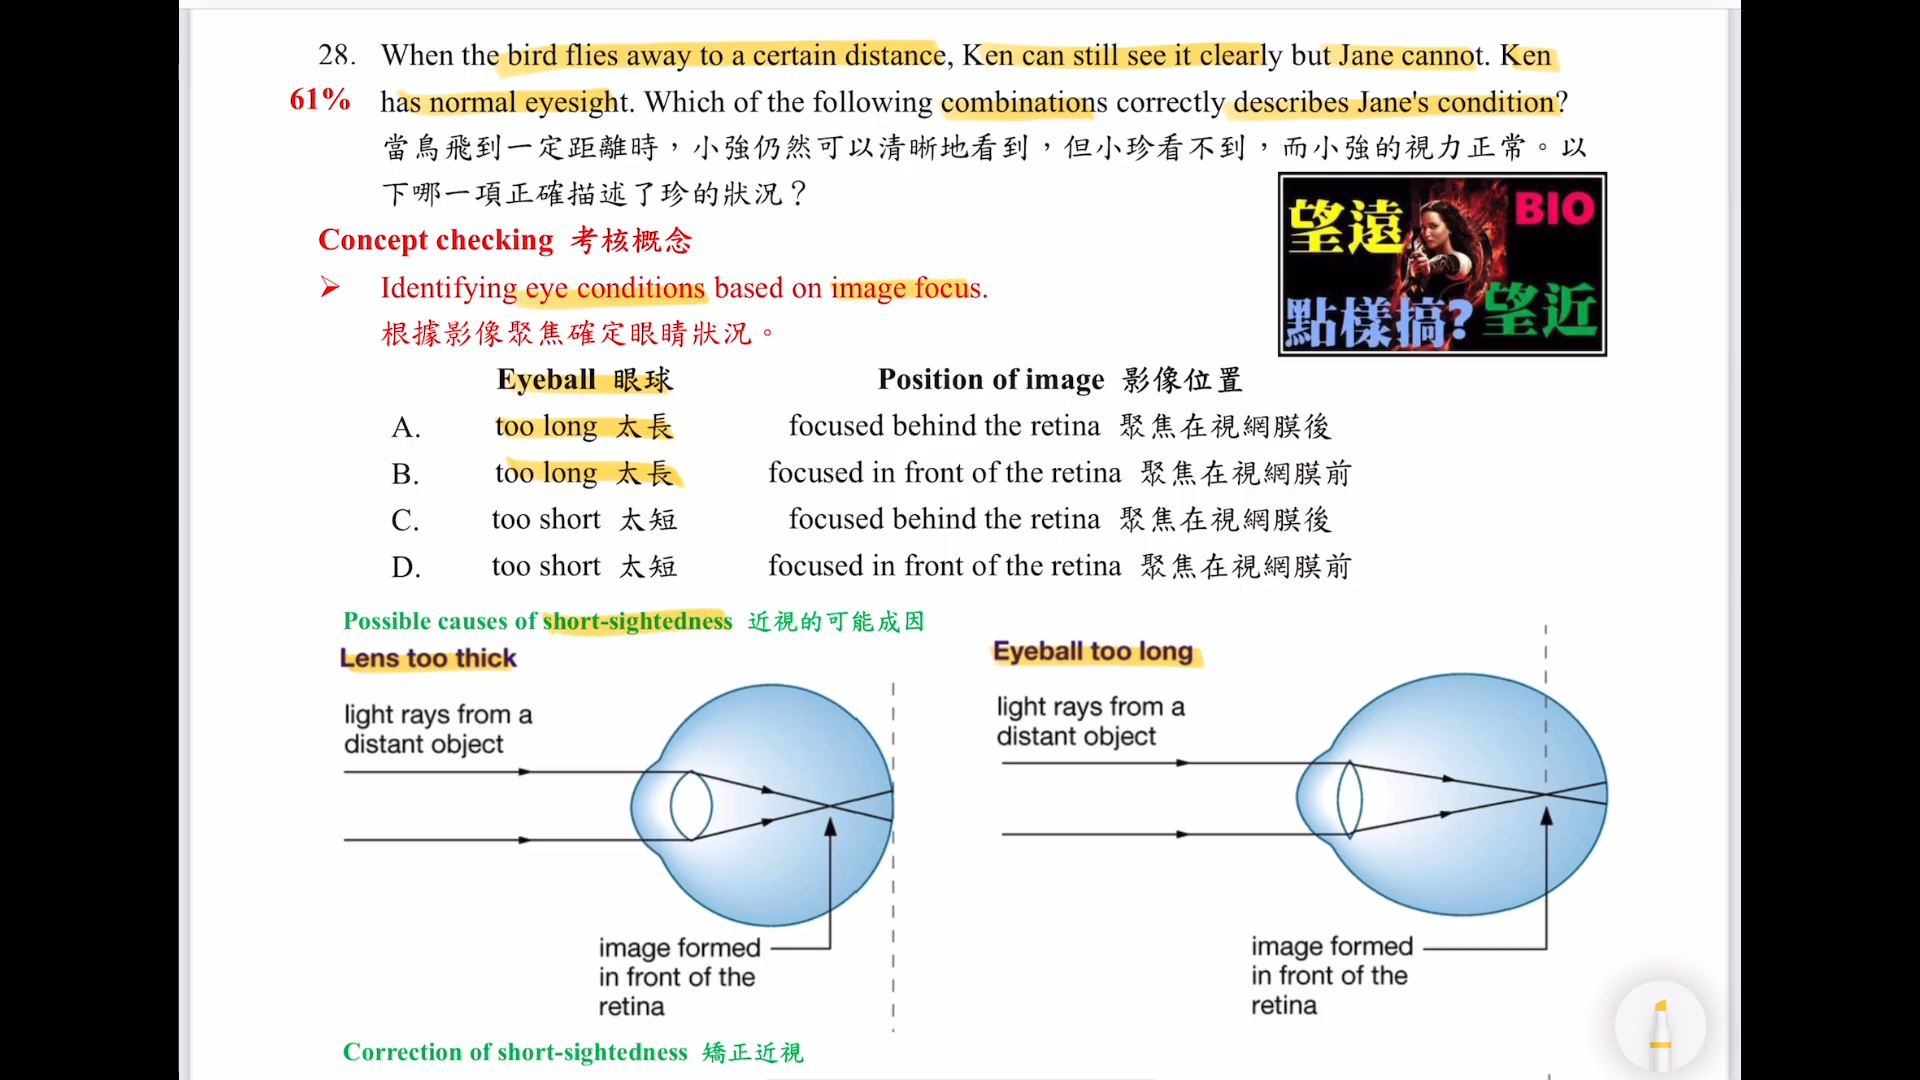 28. When the bird flies away to a certain distance, Ken can still see it clearly but Jane cannot. Ken
61% has normal eyesight. Which of the following combinations correctly describes Jane's condition?
當鳥飛到一定距離時，小強仍然可以清晰地看到，但小珍看不到，而小強的視力正常。以
下哪一項正確描述了珍的狀況？
望遠 BIO
點樣搞? 望近
Concept checking 考核概念
➢ Identifying eye conditions based on image focus.
根據影像聚焦確定眼睛狀況。
Eyeball 眼球 Position of image 影像位置
A. too long 太長 focused behind the retina 聚焦在視網膜後
B. too long 太長 focused in front of the retina 聚焦在視網膜前
C. too short 太短 focused behind the retina 聚焦在視網膜後
D. too short 太短 focused in front of the retina 聚焦在視網膜前
Possible causes of short-sightedness 近視的可能成因
Lens too thick
light rays from a
distant object
image formed
in front of the
retina
Eyeball too long
light rays from a
distant object
image formed
in front of the
retina
Correction of short-sightedness 矯正近視